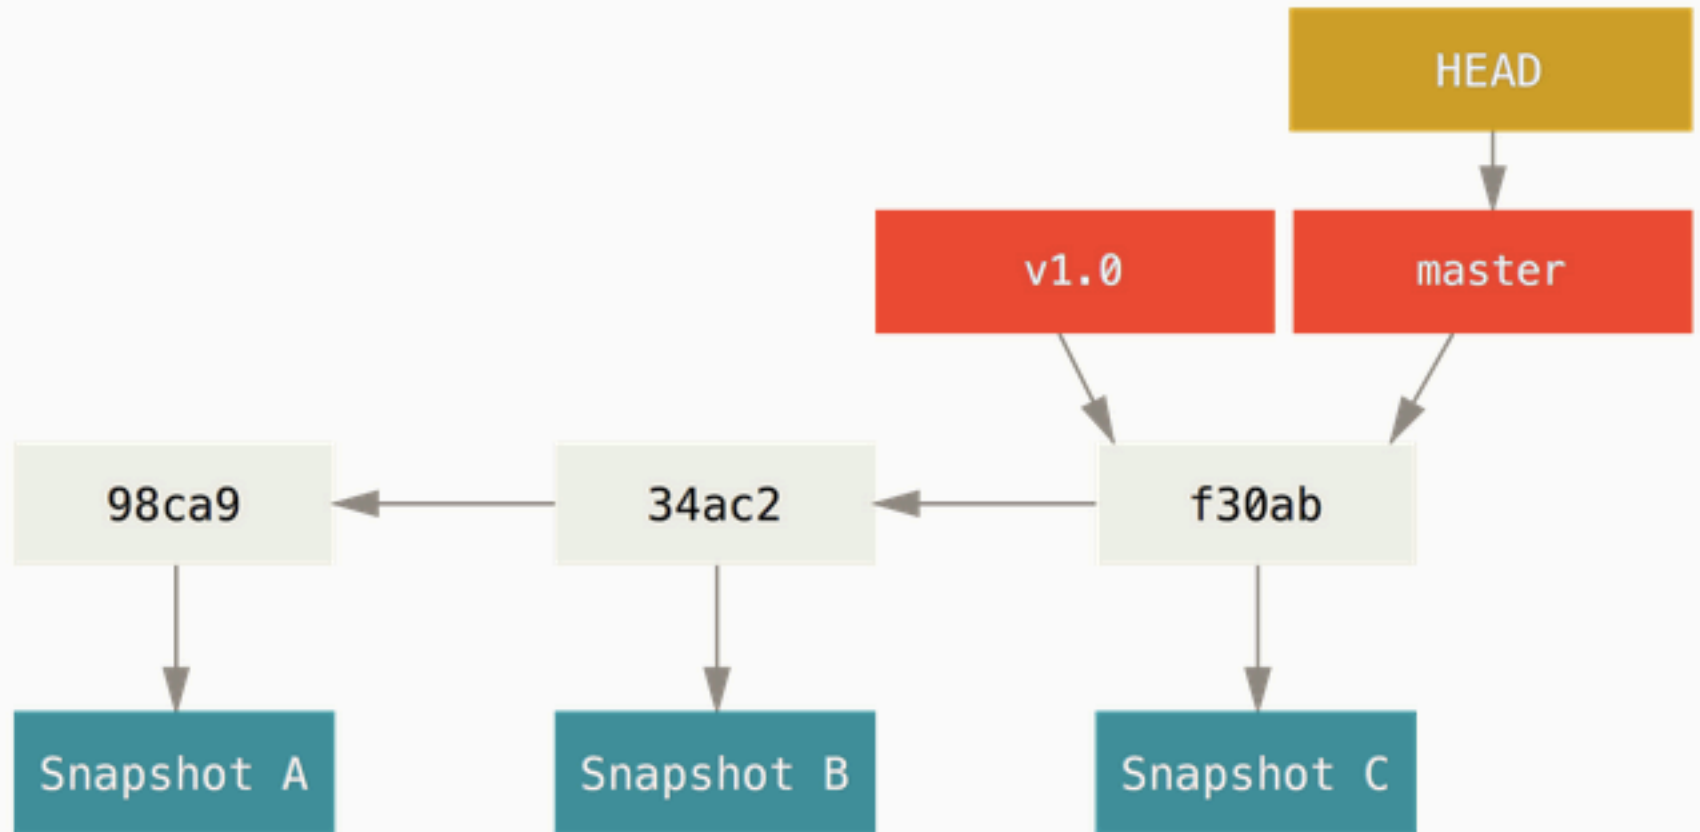 HEAD
v1.0
master
98ca9
34ac2
f30ab
Snapshot A
Snapshot B
Snapshot C